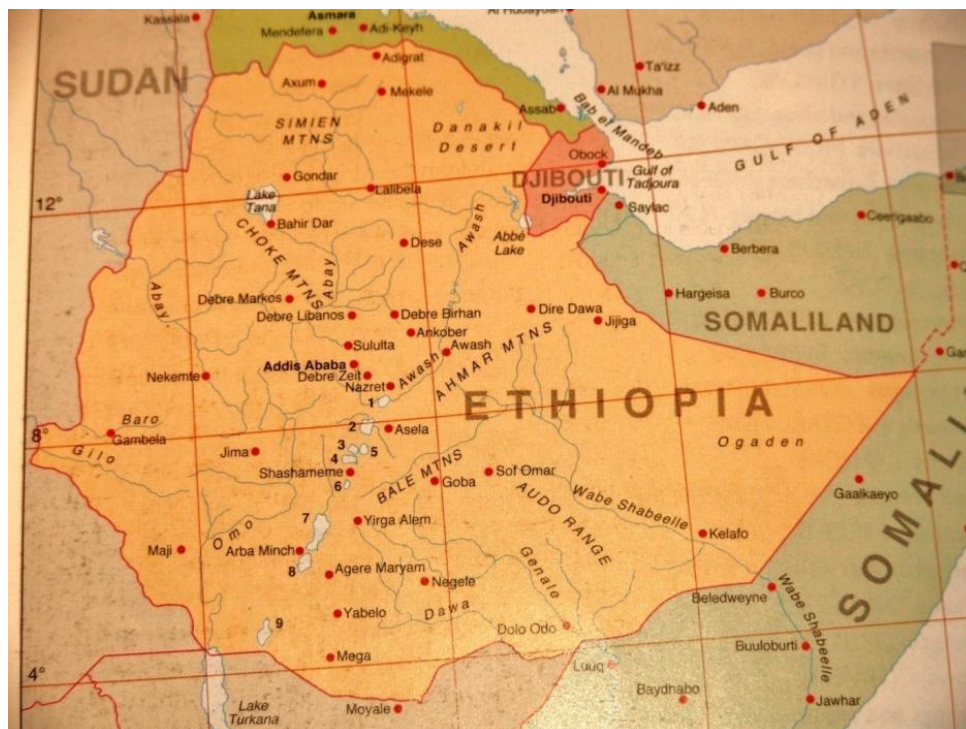 Kassala
Asmara
Mendefera
Adi-Keyh
Al Hudaydah
SUDAN
Adigrat
Axum
Mekele
Ta'izz
Al Mukha
Aden
Assab
Bab el Mandeb
SIMIEN
MTNS
Danakil
Desert
GULF OF ADEN
Obock
Gulf of
Tadjoura
DJIBOUTI
Djibouti
Gondar
Lalibela
Lake
Tana
12°
Bahir Dar
Saylac
Ceerigaabo
Abbé
Lake
Awash
Dese
Berbera
CHOKE MTNS
Abay
Abay
Debre Markos
Debre Libanos
Debre Birhan
Ankober
Dire Dawa
Jijiga
Hargeisa
Burco
SOMALILAND
Sululta
Awash
Addis Ababa
Debre Zeit
Nazret
Awash
AHMAR MTNS
Nekemte
1
ETHIOPIA
2
Asela
Baro
Gambela
8°
Gilo
Jima
3
4
5
Ogaden
Shashameme
6
BALE MTNS
Goba
Sof Omar
AUDO RANGE
Wabe Shabeelle
Gaalkaeyo
SOMALI
7
Omo
Yirga Alem
Kelafo
Maji
Arba Minch
8
Agere Maryam
Negele
Genale
Beledweyne
Wabe Shabeelle
Yabelo
Dawa
9
Dolo Odo
Buuloburti
Mega
4°
Luuq
Baydhabo
Jawhar
Lake
Turkana
Moyale